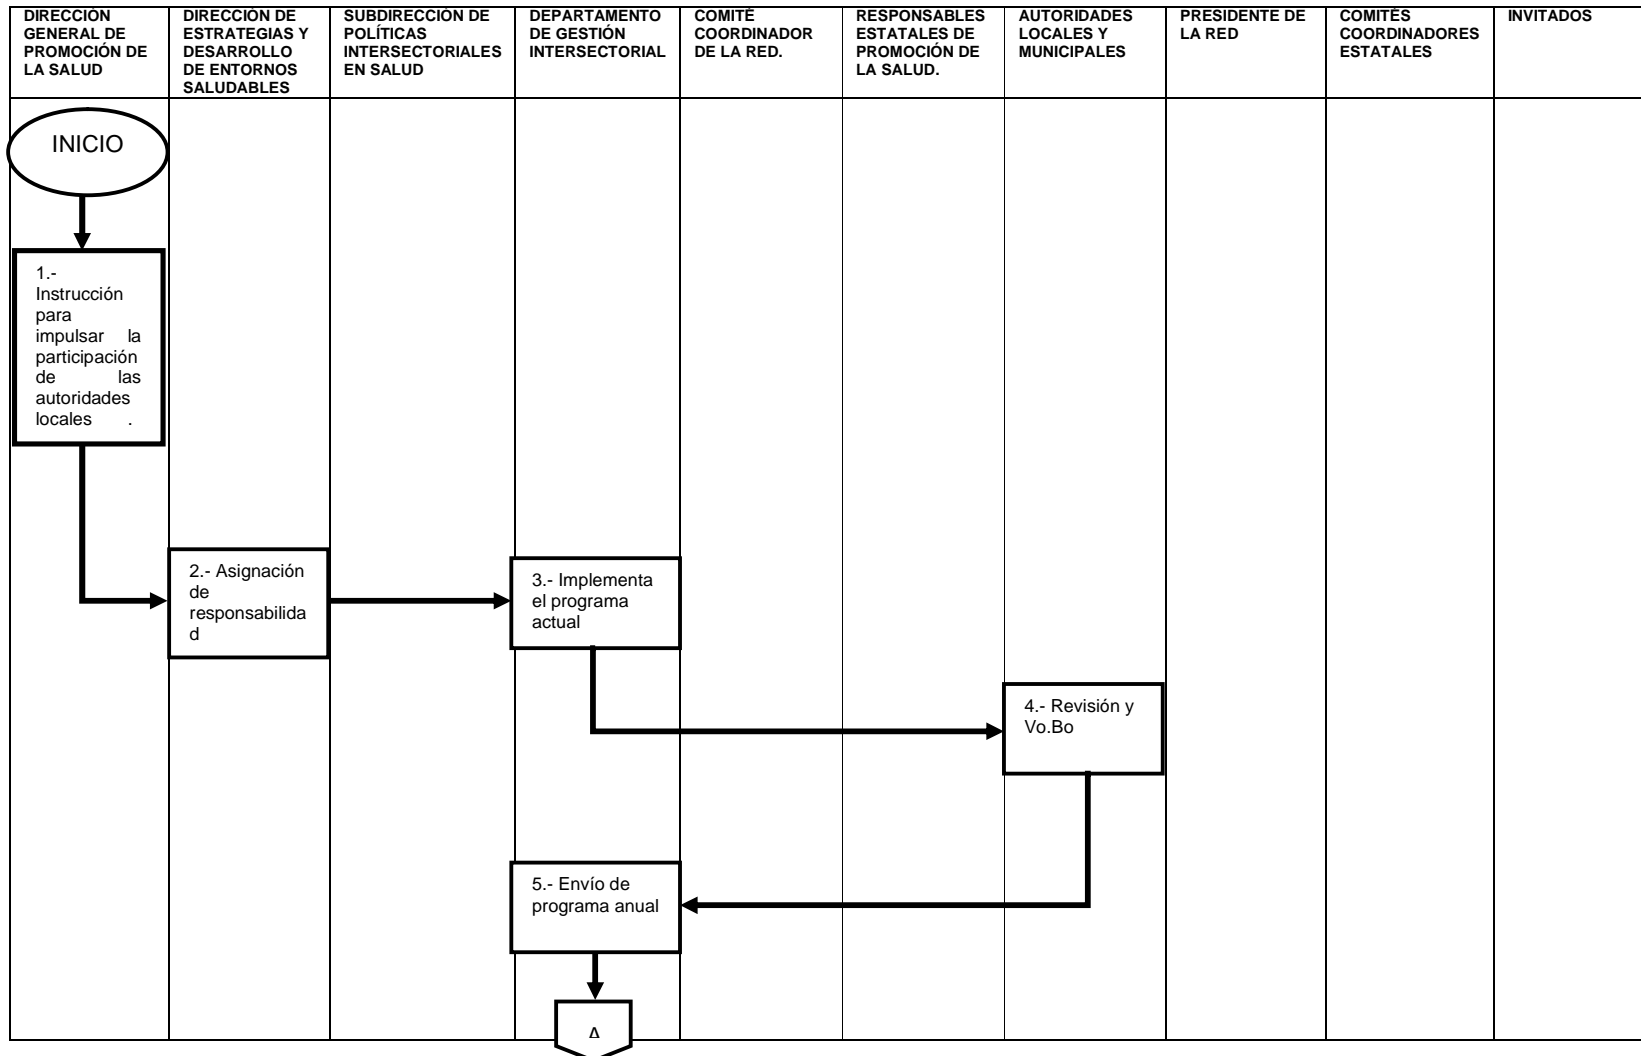 DIRECCIÓN
GENERAL DE
PROMOCIÓN DE
LA SALUD
DIRECCIÓN DE
ESTRATEGIAS Y
DESARROLLO
DE ENTORNOS
SALUDABLES
SUBDIRECCIÓN DE
POLÍTICAS
INTERSECTORIALES
EN SALUD
DEPARTAMENTO
DE GESTIÓN
INTERSECTORIAL
COMITÉ
COORDINADOR
DE LA RED.
RESPONSABLES
ESTATALES DE
PROMOCIÓN DE
LA SALUD.
AUTORIDADES
LOCALES Y
MUNICIPALES
PRESIDENTE DE
LA RED
COMITÉS
COORDINADORES
ESTATALES
INVITADOS
INICIO
1.-
Instrucción
para
impulsar la
participación
de las
autoridades
locales .
2.- Asignación
de
responsabilida
d
3.- Implementa
el programa
actual
4.- Revisión y
Vo.Bo
5.- Envío de
programa anual
A